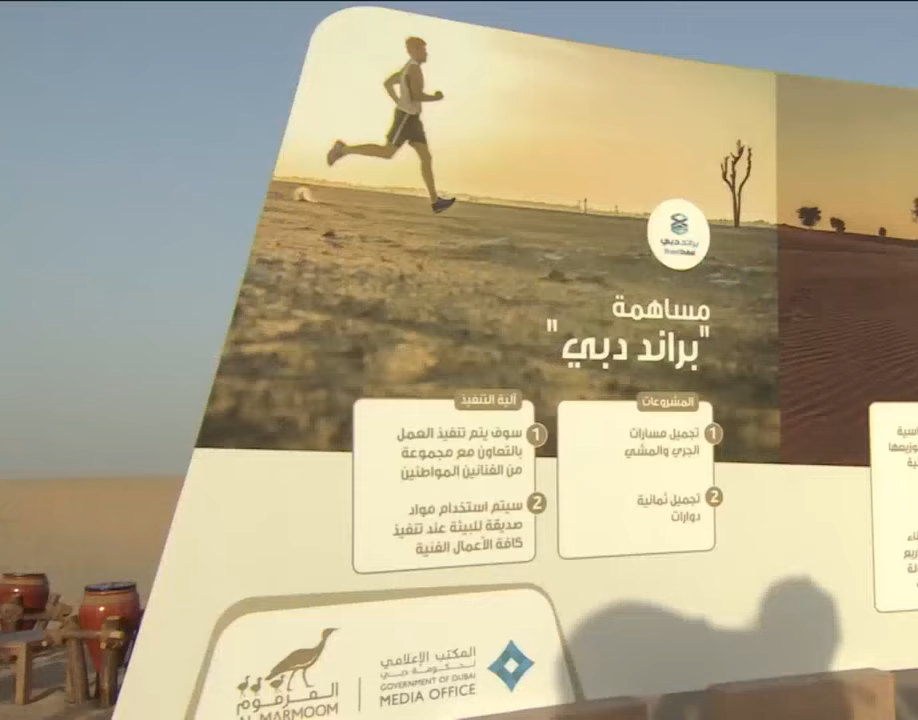 براند دبي
Brand Dubai
مساهمة
"براند دبي"
المشروعات
1 تجميل مسارات
الجري والمشي
2 تجميل ثمانية
دوارات
آلية التنفيذ
1 سوف يتم تنفيذ العمل
بالتعاون مع مجموعة
من الفنانين المواطنين
2 سيتم استخدام مواد
صديقة للبيئة عند تنفيذ
كافة الأعمال الفنية
المكتب الإعلامي
لحكومة دبي
GOVERNMENT OF DUBAI
MEDIA OFFICE
المرموم
AL MARMOOM